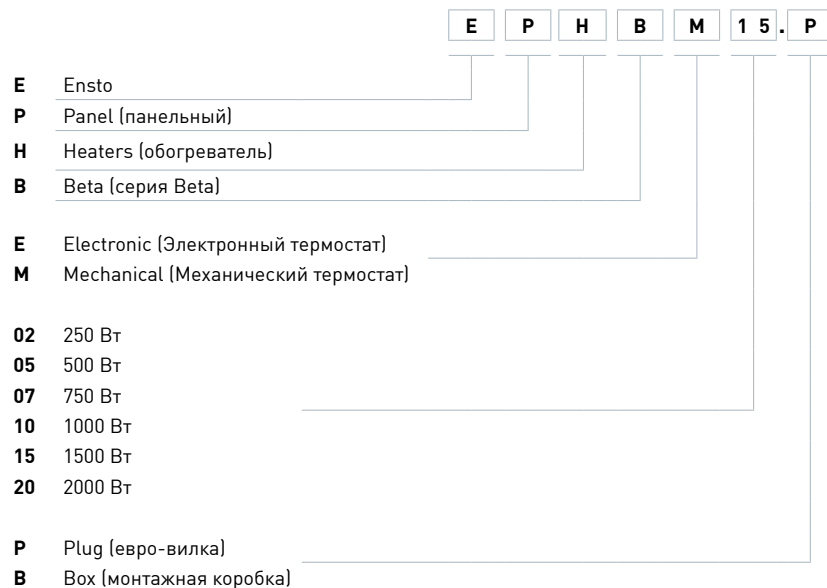 E P H B M 1 5 . P
E Ensto
P Panel (панельный)
H Heaters (обогреватель)
B Beta (серия Beta)
E Electronic (Электронный термостат)
M Mechanical (Механический термостат)
02 250 Вт
05 500 Вт
07 750 Вт
10 1000 Вт
15 1500 Вт
20 2000 Вт
P Plug (евро-вилка)
B Box (монтажная коробка)